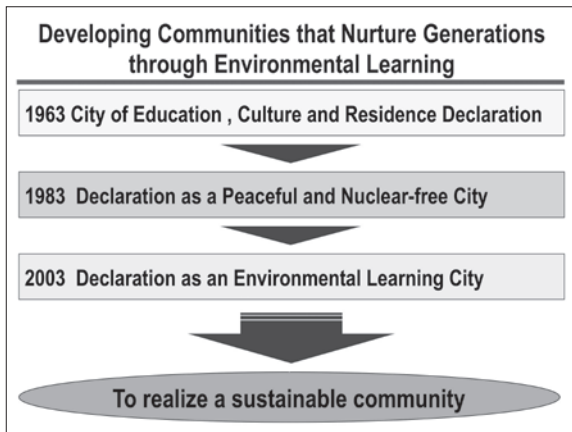 Developing Communities that Nurture Generations
through Environmental Learning
1963 City of Education , Culture and Residence Declaration
1983 Declaration as a Peaceful and Nuclear-free City
2003 Declaration as an Environmental Learning City
To realize a sustainable community